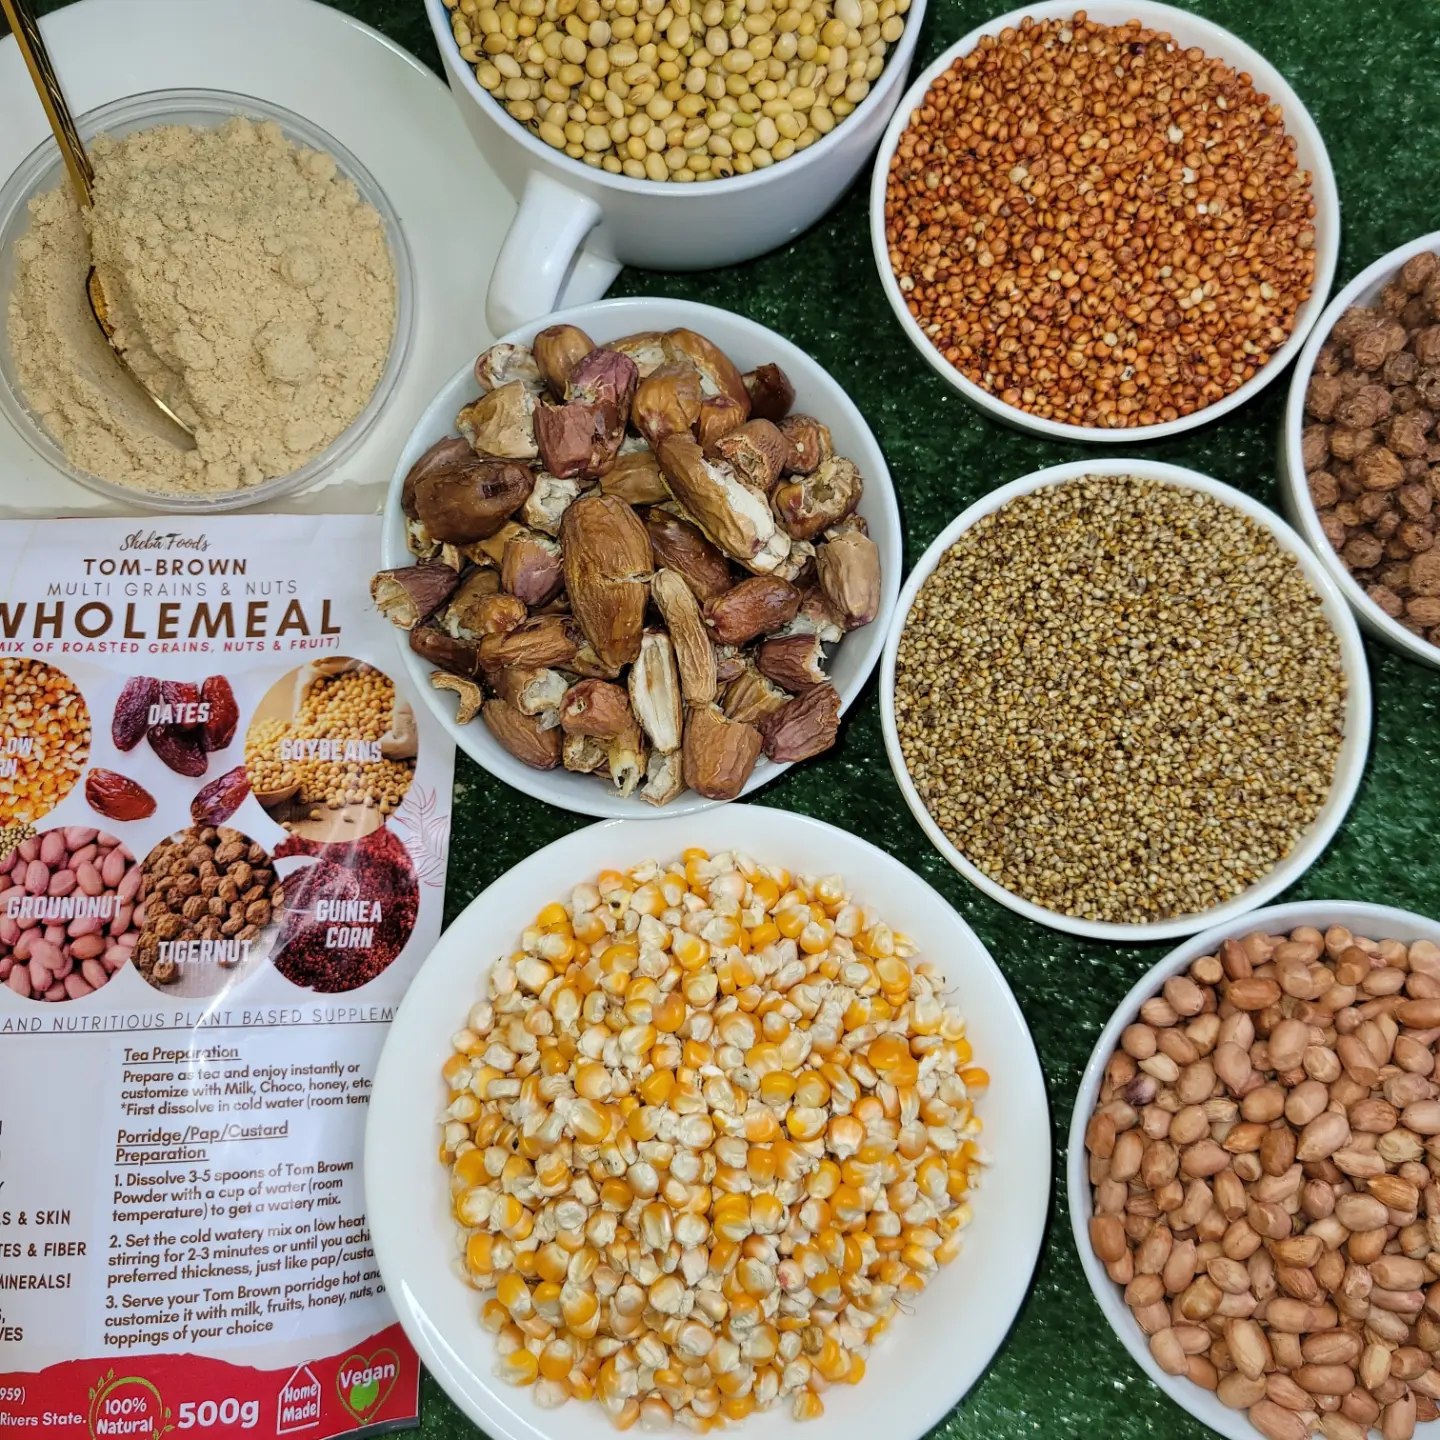 Sheba Foods
TOM-BROWN
MULTI GRAINS & NUTS
WHOLEMEAL
MIX OF ROASTED GRAINS, NUTS & FRUIT)
DATES
SOYBEANS
GROUNDNUT
TIGERNUT
GUINEA
CORN
AND NUTRITIOUS PLANT BASED
Tea Preparation
Prepare as tea and enjoy instantly or
customize with Milk, Choco, honey, etc.
*First dissolve in cold water (room
Porridge/Pap/Custard
Preparation
1. Dissolve 3-5 spoons of Tom Brown
Powder with a cup of water (room
temperature) to get a watery mix.
2. Set the cold watery mix on low heat
stirring for 2-3 minutes or until you
preferred thickness, just like
3. Serve your Tom Brown porridge hot and
customize it with milk, fruits, honey, nuts,
toppings of your choice
& SKIN
& FIBER
MINERALS!
959)
Rivers State.
100%
Natural
500g
Home
Made
Vegan